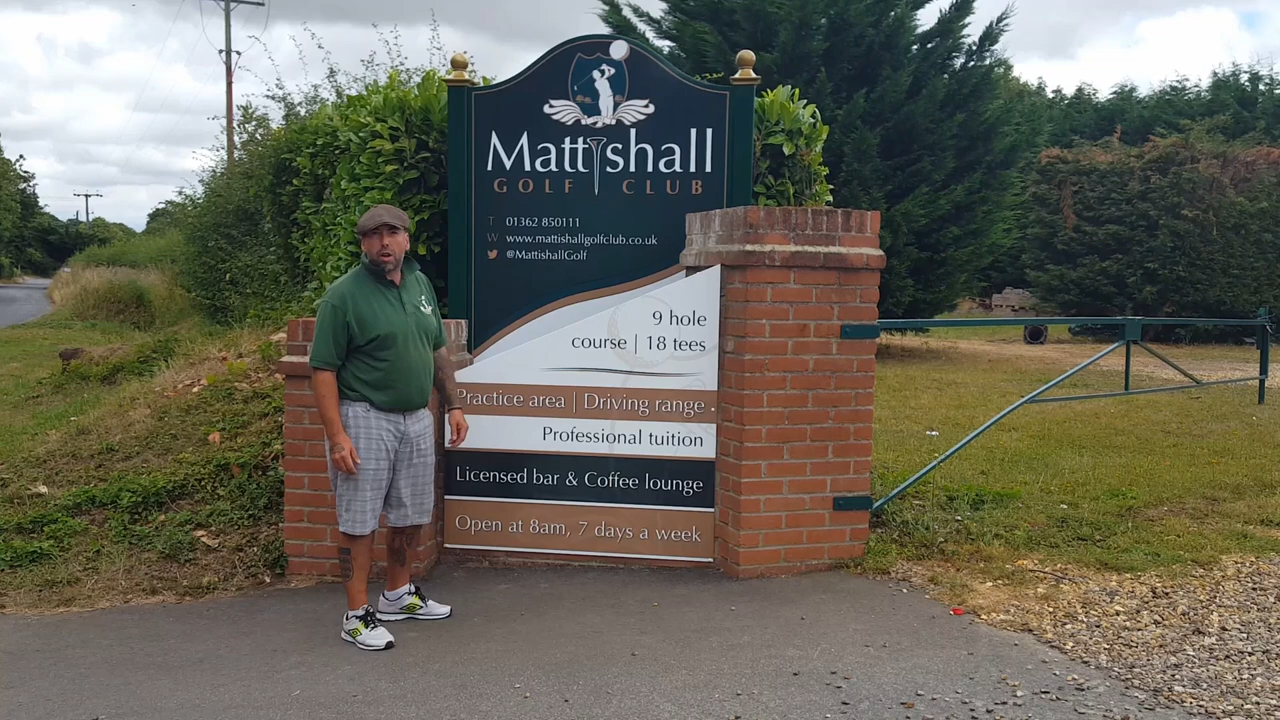 Mattishall
GOLF CLUB
T 01362 850111
W www.mattishallgolfclub.co.uk
@MattishallGolf
9 hole
course | 18 tees
Practice area | Driving range
Professional tuition
Licensed bar & Coffee lounge
Open at 8am, 7 days a week